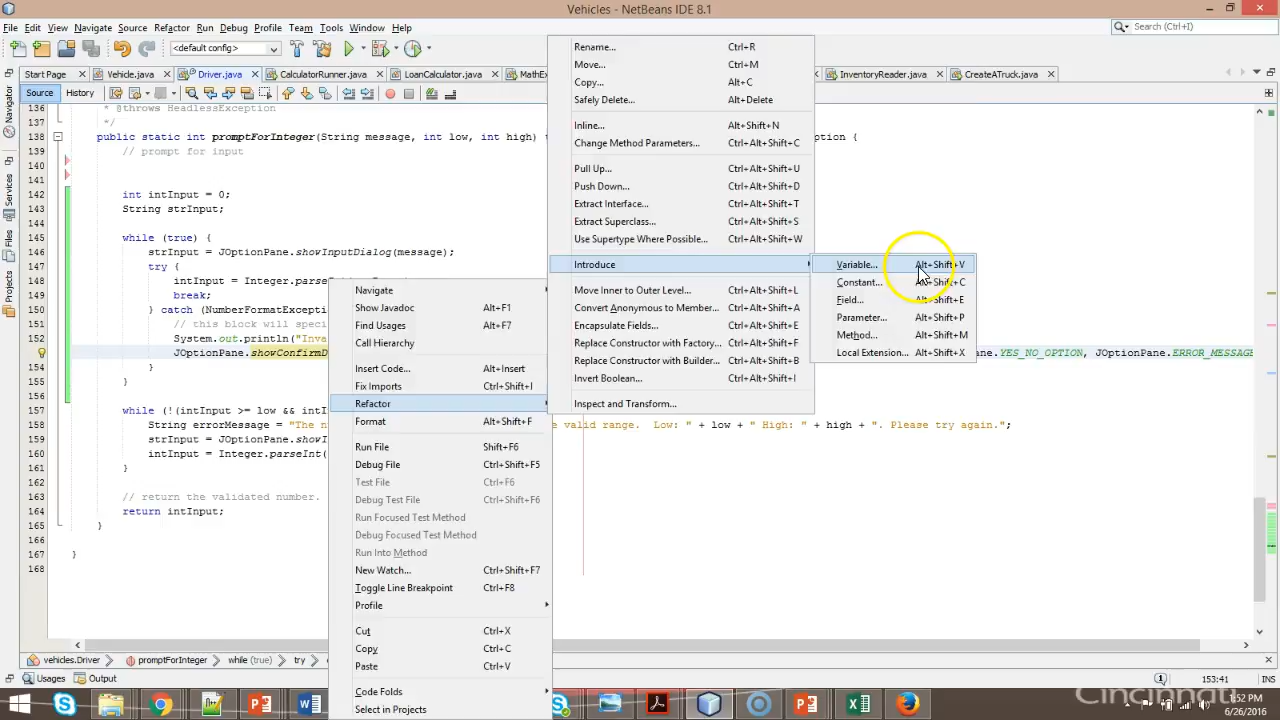 Vehicles - NetBeans IDE 8.1
File Edit View Navigate Source Refactor Run Debug Profile Team Tools Window Help
Search (Ctrl+I)
<default config>
Start Page Vehicle.java Driver.java CalculatorRunner.java LoanCalculator.java MathEx InventoryReader.java CreateATruck.java
Source History
Navigator
Services
Files
Projects
136 * @throws HeadlessException
137 */
138 public static int promptForInteger(String message, int low, int high) t ption {
139 // prompt for input
140
141
142 int intInput = 0;
143 String strInput;
144
145 while (true) {
146 strInput = JOptionPane.showInputDialog(message);
147 try {
148 intInput = Integer.parse
149 break;
150 } catch (NumberFormatExcepti
151 // this block will speci
152 System.out.println("Inva
JOptionPane.showConfirmD ne.YES_NO_OPTION, JOptionPane.ERROR_MESSAGE
154 }
155 }
156
157 while (!(intInput >= low && intI
158 String errorMessage = "The n e valid range. Low: " + low + " High: " + high + ". Please try again.";
159 strInput = JOptionPane.showI
160 intInput = Integer.parseInt(
161 }
162
163 // return the validated number.
164 return intInput;
165 }
166
167 }
168
Navigate
Show Javadoc Alt+F1
Find Usages Alt+F7
Call Hierarchy
Insert Code... Alt+Insert
Fix Imports Ctrl+Shift+I
Refactor
Format Alt+Shift+F
Run File Shift+F6
Debug File Ctrl+Shift+F5
Test File Ctrl+F6
Debug Test File Ctrl+Shift+F6
Run Focused Test Method
Debug Focused Test Method
Run Into Method
New Watch... Ctrl+Shift+F7
Toggle Line Breakpoint Ctrl+F8
Profile
Cut Ctrl+X
Copy Ctrl+C
Paste Ctrl+V
Code Folds
Select in Projects
Rename... Ctrl+R
Move... Ctrl+M
Copy... Alt+C
Safely Delete... Alt+Delete
Inline... Alt+Shift+N
Change Method Parameters... Ctrl+Alt+Shift+C
Pull Up... Ctrl+Alt+Shift+U
Push Down... Ctrl+Alt+Shift+D
Extract Interface... Ctrl+Alt+Shift+T
Extract Superclass... Ctrl+Alt+Shift+S
Use Supertype Where Possible... Ctrl+Alt+Shift+W
Introduce
Move Inner to Outer Level... Ctrl+Alt+Shift+L
Convert Anonymous to Member... Ctrl+Alt+Shift+A
Encapsulate Fields... Ctrl+Alt+Shift+E
Replace Constructor with Factory... Ctrl+Alt+Shift+F
Replace Constructor with Builder... Ctrl+Alt+Shift+B
Invert Boolean... Ctrl+Alt+Shift+I
Inspect and Transform...
Variable... Alt+Shift+V
Constant... Alt+Shift+C
Field... Alt+Shift+E
Parameter... Alt+Shift+P
Method... Alt+Shift+M
Local Extension... Alt+Shift+X
vehicles.Driver promptForInteger while (true) try
Usages Output
153:41 INS
Cincinnati
5:52 PM
6/26/2016